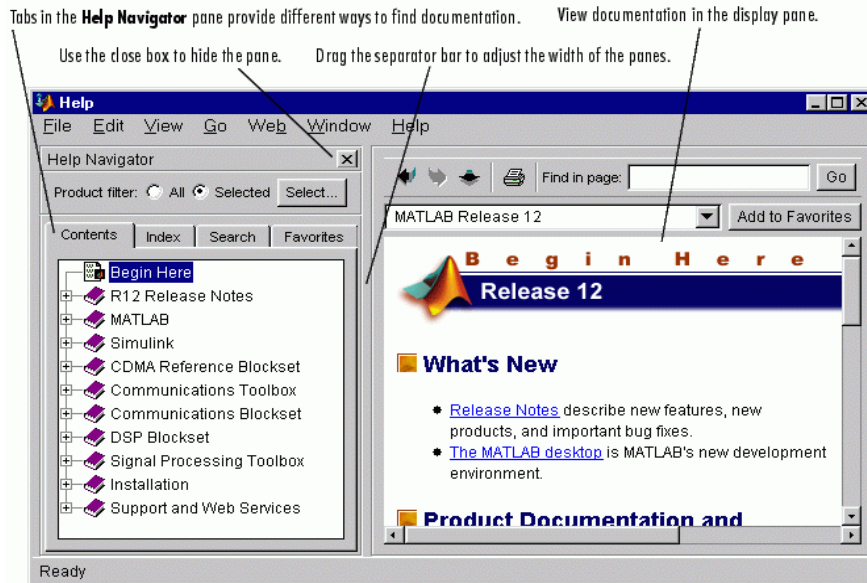 Tabs in the Help Navigator pane provide different ways to find documentation.
View documentation in the display pane.
Use the close box to hide the pane.
Drag the separator bar to adjust the width of the panes.
Help
File Edit View Go Web Window Help
Help Navigator
Product filter: All Selected Select...
Contents Index Search Favorites
Begin Here
R12 Release Notes
MATLAB
Simulink
CDMA Reference Blockset
Communications Toolbox
Communications Blockset
DSP Blockset
Signal Processing Toolbox
Installation
Support and Web Services
Find in page: Go
MATLAB Release 12 Add to Favorites
Begin Here
Release 12
What's New
Release Notes describe new features, new
products, and important bug fixes.
The MATLAB desktop is MATLAB's new development
environment.
Product Documentation and
Ready